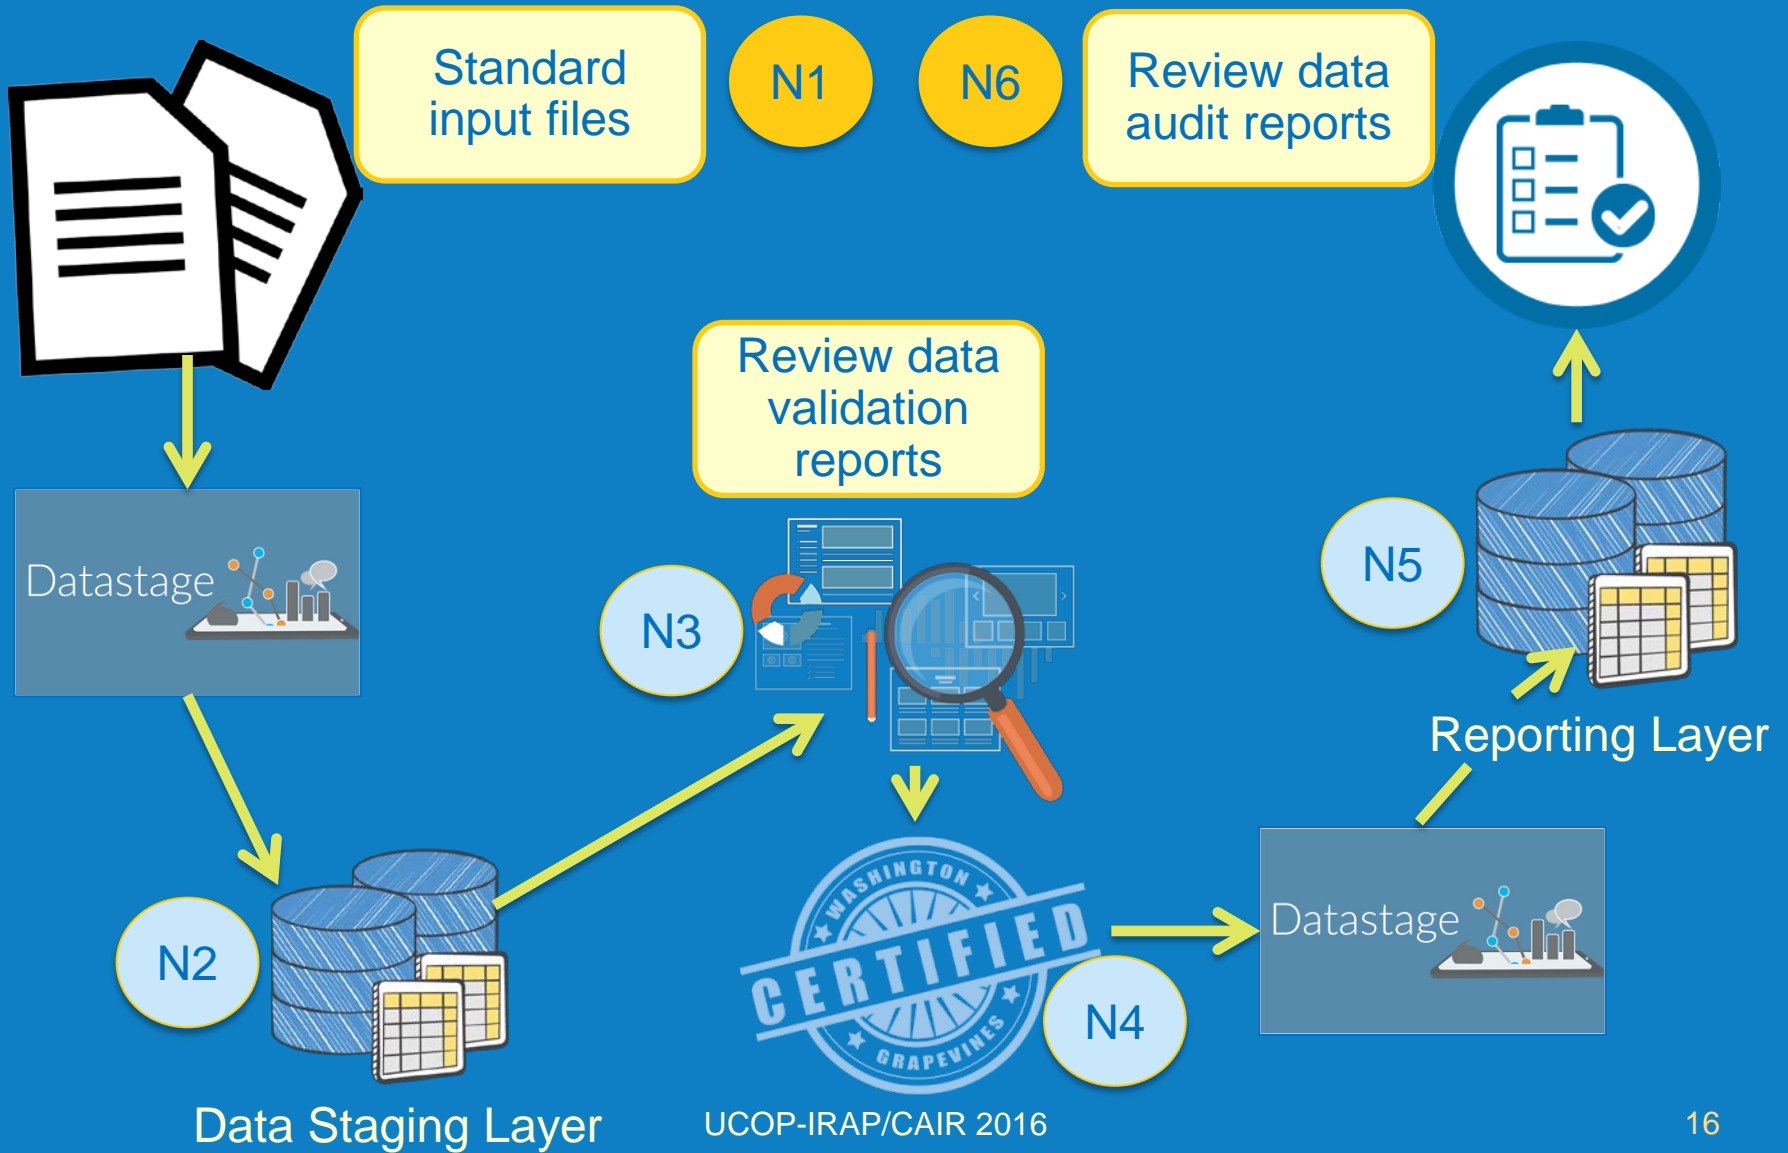 Standard
input files
N1
N6
Review data
audit reports
Review data
validation
reports
Datastage
N3
N5
Reporting Layer
N2
WASHINGTON
CERTIFIED
GRAPEVINES
N4
Datastage
Data Staging Layer
UCOP-IRAP/CAIR 2016
16